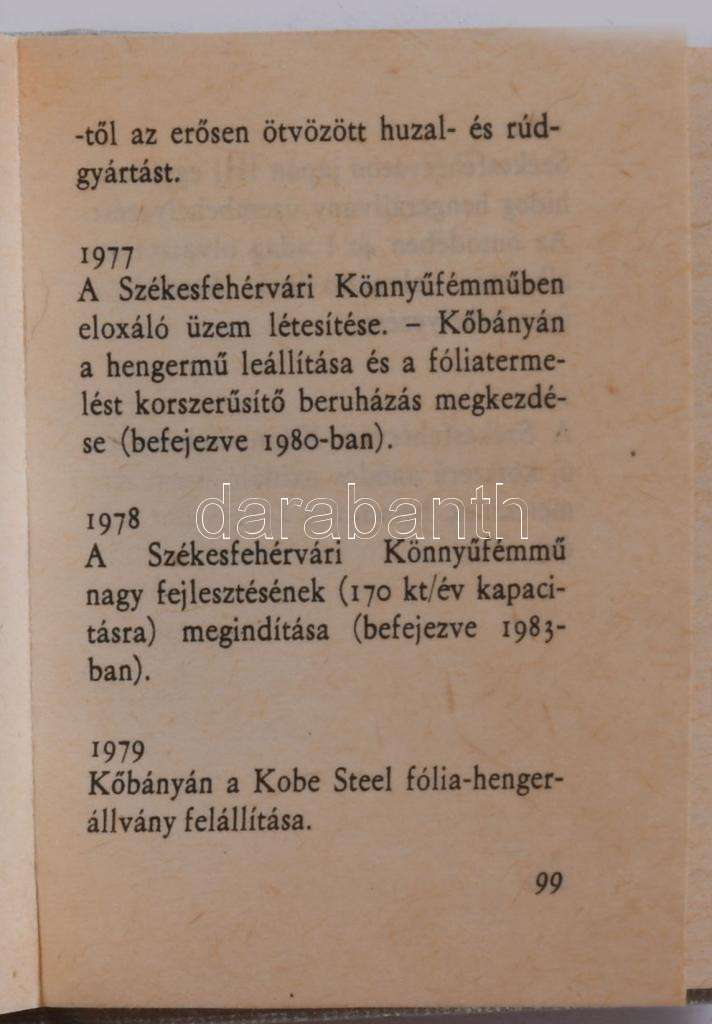 -től az erősen ötvözött huzal- és rúd-
gyártást.
1977
A Székesfehérvári Könnyűfémműben
eloxáló üzem létesítése. – Kőbányán
a hengermű leállítása és a fóliaterme-
lést korszerűsítő beruházás megkezdé-
se (befejezve 1980-ban).
1978
A Székesfehérvári Könnyűfémmű
nagy fejlesztésének (170 kt/év kapaci-
tásra) megindítása (befejezve 1983-
ban).
1979
Kőbányán a Kobe Steel fólia-henger-
állvány felállítása.
99
darabanth